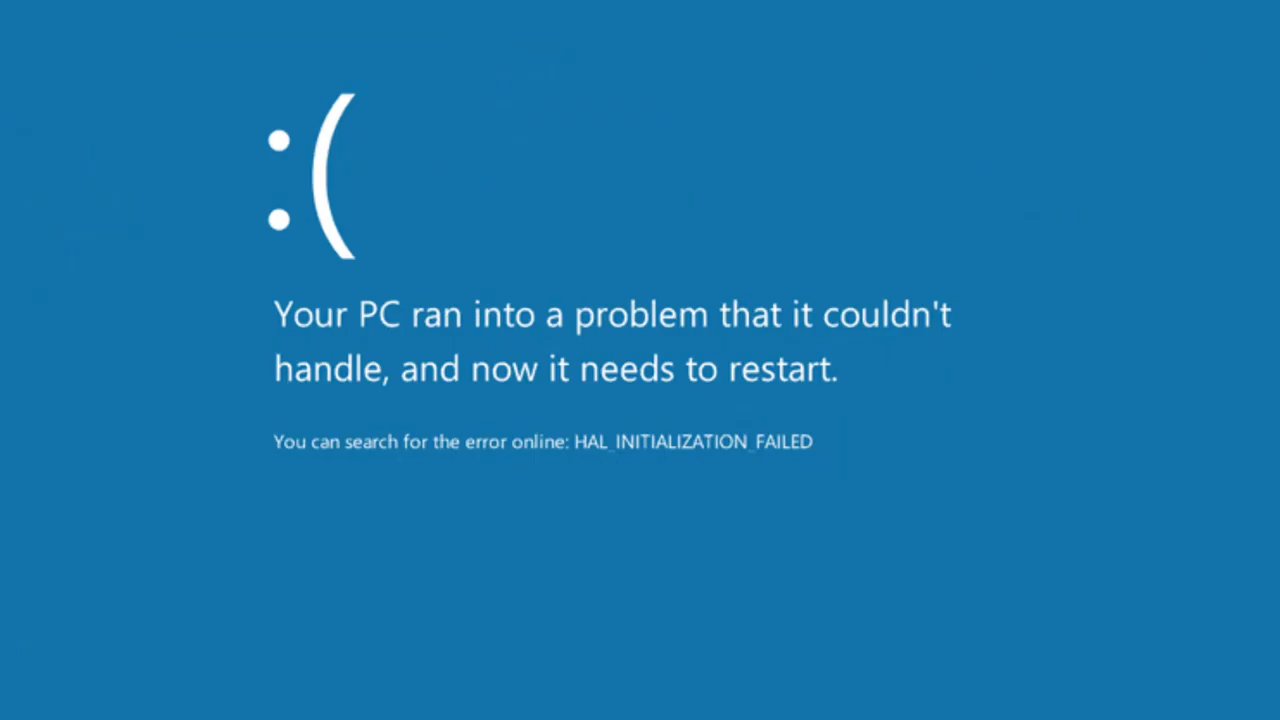 :(
Your PC ran into a problem that it couldn't
handle, and now it needs to restart.
You can search for the error online: HAL_INITIALIZATION_FAILED